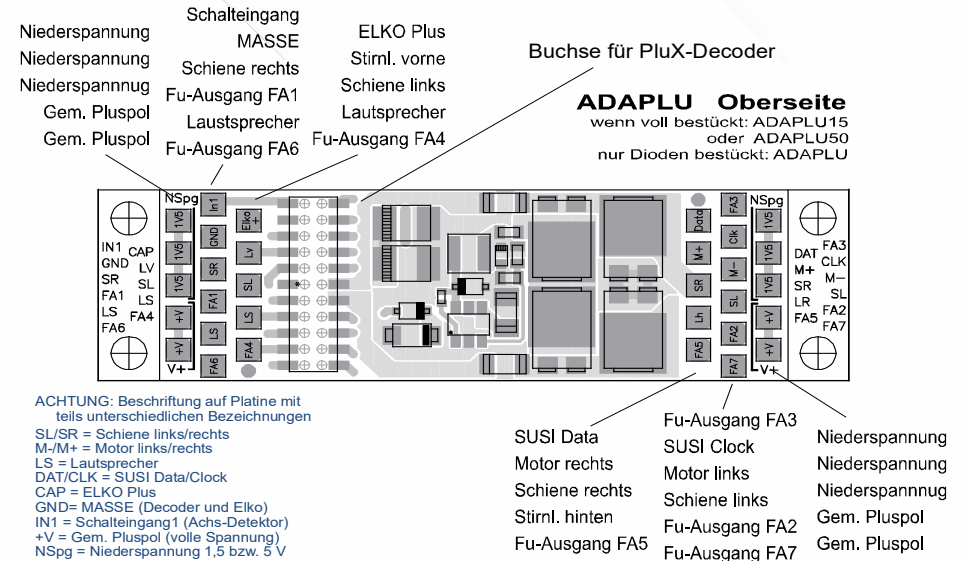 Niederspannung
Niederspannung
Niederspannnug
Gem. Pluspol
Gem. Pluspol
Schalteingang
MASSE
Schiene rechts
Fu-Ausgang FA1
Laustsprecher
Fu-Ausgang FA6
ELKO Plus
Stirnl. vorne
Schiene links
Lautsprecher
Fu-Ausgang FA4
Buchse für PluX-Decoder
ADAPLU Oberseite
wenn voll bestückt: ADAPLU15
oder ADAPLU50
nur Dioden bestückt: ADAPLU
NSpg
1V5
1V5
1V5
+V
+V
V+
IN1
GND
SR
FA1
LS
FA6
CAP
LV
SL
LS
FA4
In1
GND
SR
FA1
LS
FA6
Elko
+
Lv
SL
LS
FA4
Data
M+
SR
Lh
FA5
FA3
Clk
M-
SL
FA2
FA7
NSpg
1V5
1V5
1V5
+V
+V
V+
DAT
M+
SR
LR
FA5
FA3
CLK
M-
SL
FA2
FA7
ACHTUNG: Beschriftung auf Platine mit
teils unterschiedlichen Bezeichnungen
SL/SR = Schiene links/rechts
M-/M+ = Motor links/rechts
LS = Lautsprecher
DAT/CLK = SUSI Data/Clock
CAP = ELKO Plus
GND= MASSE (Decoder und Elko)
IN1 = Schalteingang1 (Achs-Detektor)
+V = Gem. Pluspol (volle Spannung)
NSpg = Niederspannung 1,5 bzw. 5 V
SUSI Data
Motor rechts
Schiene rechts
Stirnl. hinten
Fu-Ausgang FA5
Fu-Ausgang FA3
SUSI Clock
Motor links
Schiene links
Fu-Ausgang FA2
Fu-Ausgang FA7
Niederspannung
Niederspannung
Niederspannnug
Gem. Pluspol
Gem. Pluspol